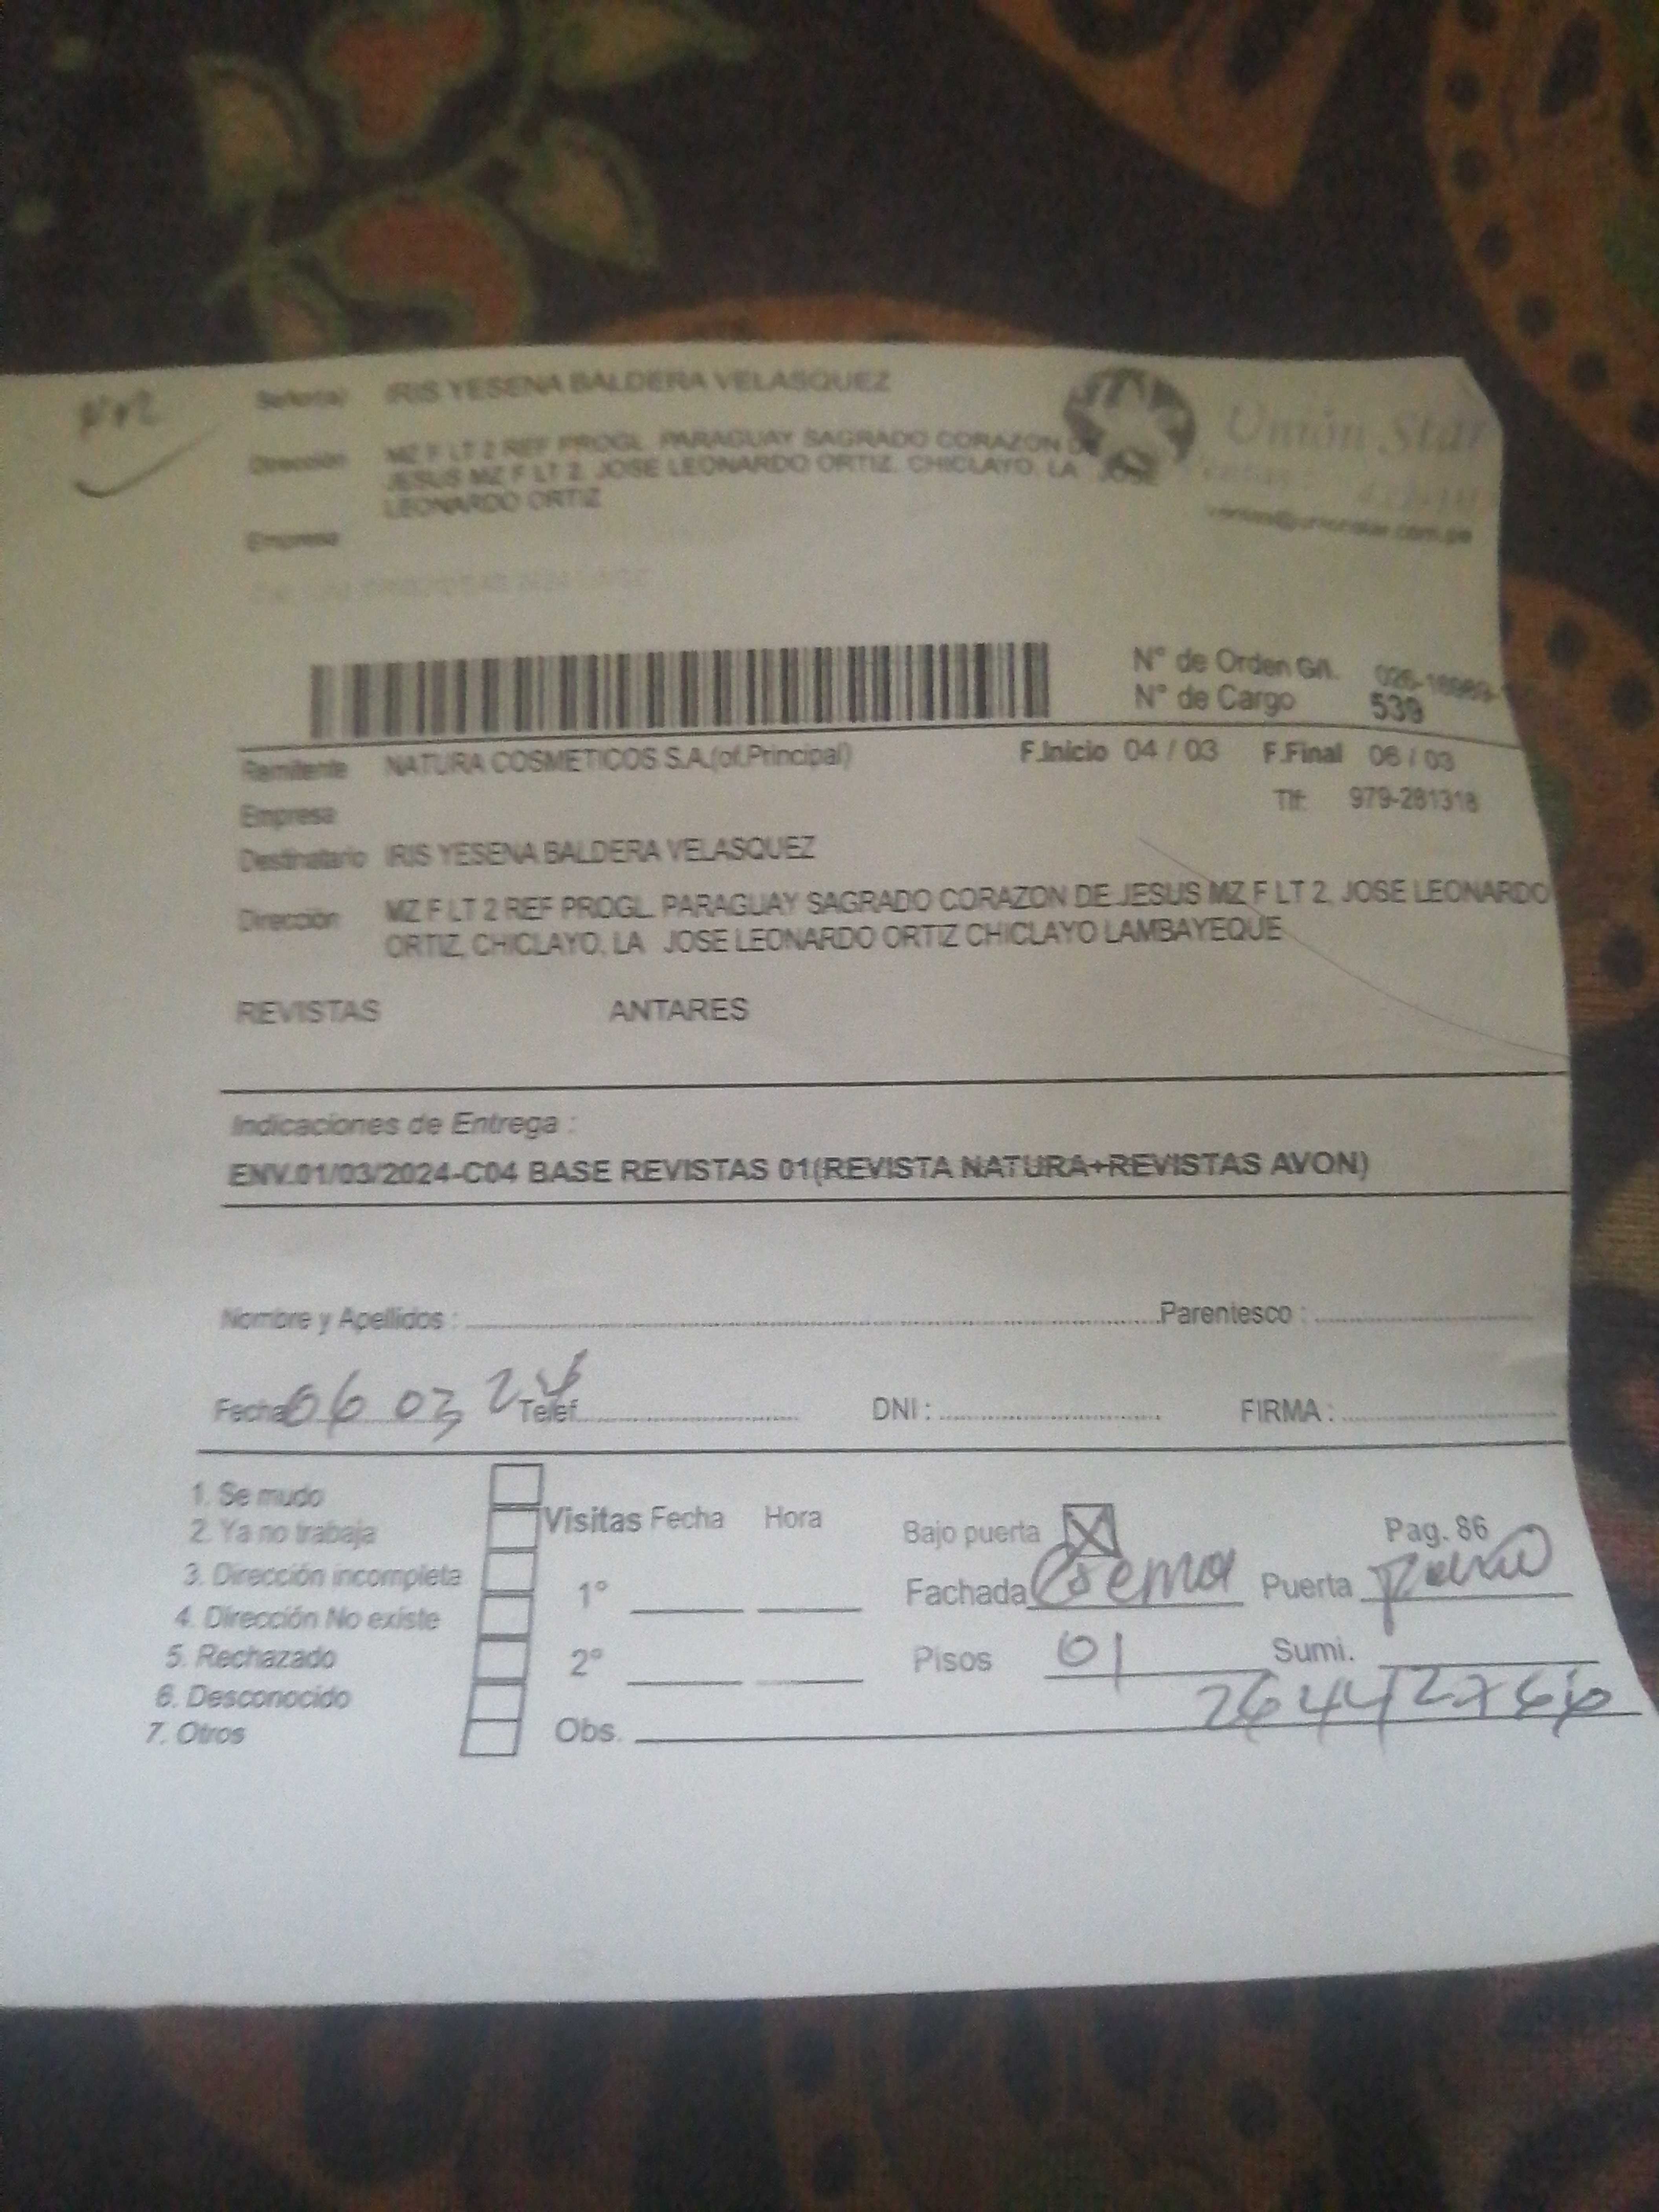 Señor(a) IRIS YESENA BALDERA VELASQUEZ
Unión Star
Dirección MZ F LT 2 REF PROGL. PARAGUAY SAGRADO CORAZON DE
JESUS MZ F LT 2, JOSE LEONARDO ORTIZ, CHICLAYO, LA JOSE
LEONARDO ORTIZ
ventas@unionstar.com.pe
Empresa
N° de Orden G/I.
N° de Cargo 539
Remitente NATURA COSMETICOS S.A.(of.Principal) F.Inicio 04 / 03 F.Final 06 / 03
Empresa Tlf: 979-281318
Destinatario IRIS YESENA BALDERA VELASQUEZ
Dirección MZ F LT 2 REF PROGL. PARAGUAY SAGRADO CORAZON DE JESUS MZ F LT 2, JOSE LEONARDO
ORTIZ, CHICLAYO, LA JOSE LEONARDO ORTIZ CHICLAYO LAMBAYEQUE
REVISTAS ANTARES
Indicaciones de Entrega :
ENV.01/03/2024-C04 BASE REVISTAS 01(REVISTA NATURA+REVISTAS AVON)
Nombre y Apellidos : Parentesco :
Fecha 06 03 24 Telef. DNI : FIRMA :
1. Se mudo
2. Ya no trabaja Visitas Fecha Hora Bajo puerta Pag. 86
3. Dirección incompleta 1° Fachada Puerta
4. Dirección No existe
5. Rechazado 2° Pisos 01 Sumi.
6. Desconocido
7. Otros Obs.